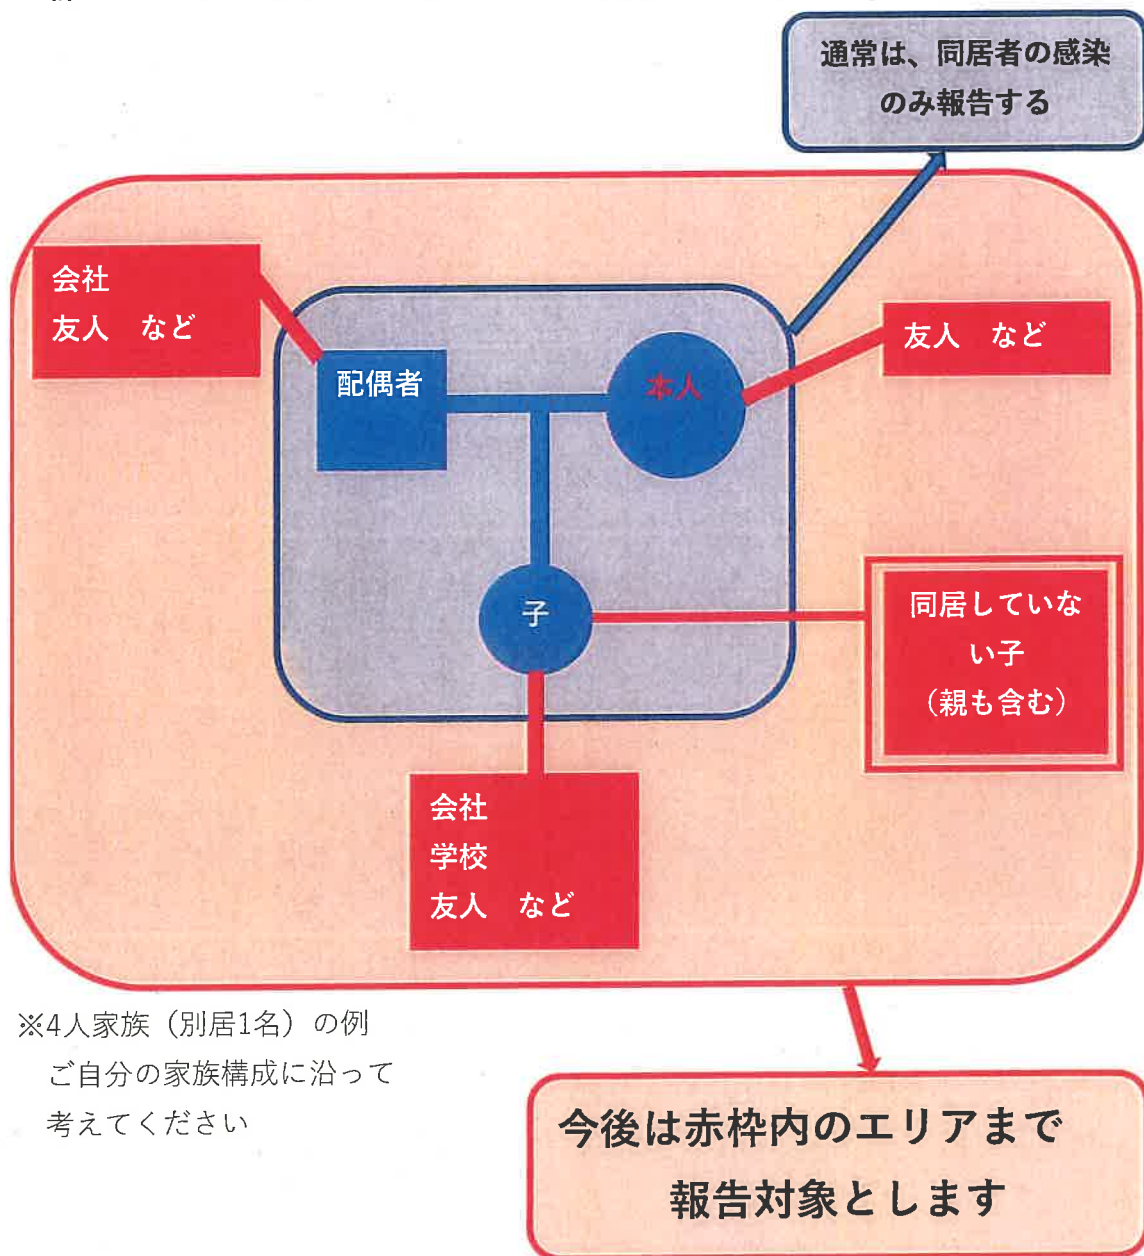 通常は、同居者の感染
のみ報告する
会社
友人 など
配偶者
本人
友人 など
子
同居していな
い子
(親も含む)
会社
学校
友人 など
※4人家族(別居1名)の例
ご自分の家族構成に沿って
考えてください
今後は赤枠内のエリアまで
報告対象とします